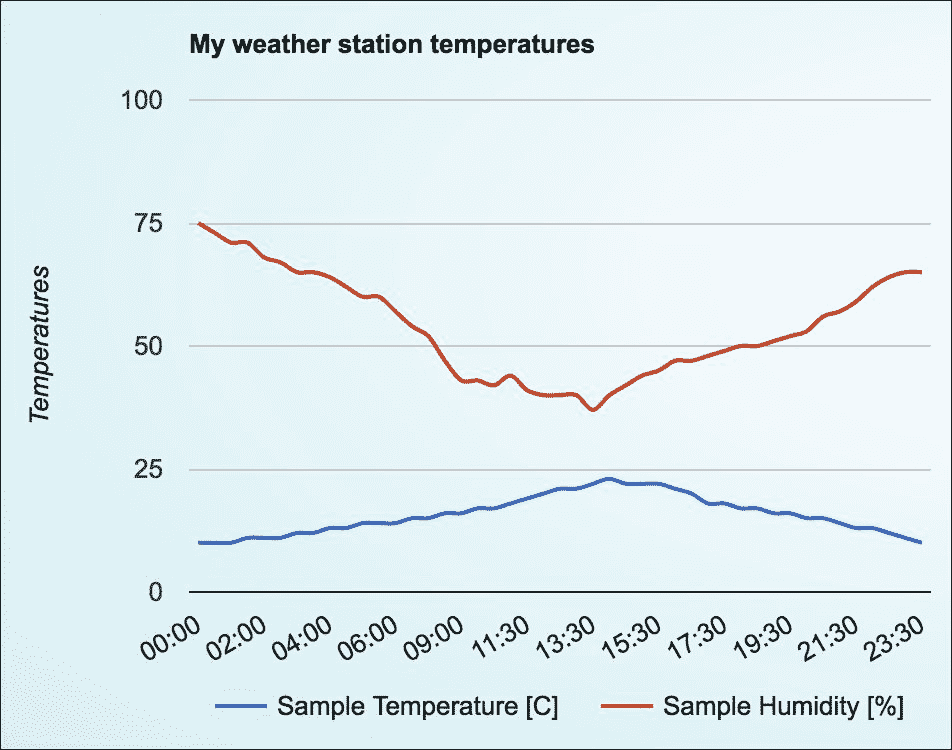 My weather station temperatures
100
75
50
25
0
Temperatures
00:00 02:00 04:00 06:00 09:00 11:30 13:30 15:30 17:30 19:30 21:30 23:30
Sample Temperature [C] Sample Humidity [%]